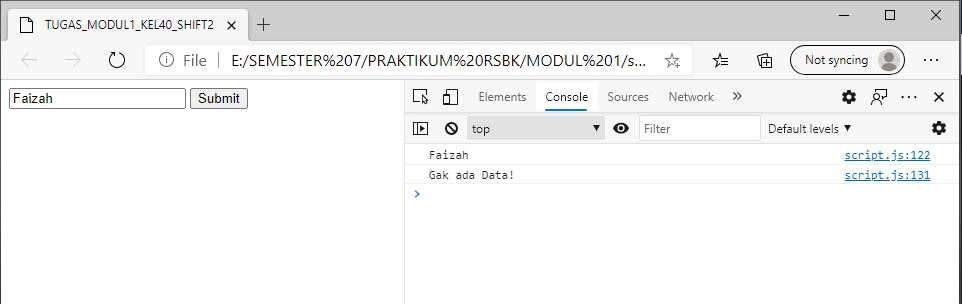 TUGAS_MODUL1_KEL40_SHIFT2
File | E:/SEMESTER%207/PRAKTIKUM%20RSBK/MODUL%201/s... Not syncing
Faizah Submit
Elements Console Sources Network
top Filter Default levels
Faizah script.js:122
Gak ada Data! script.js:131